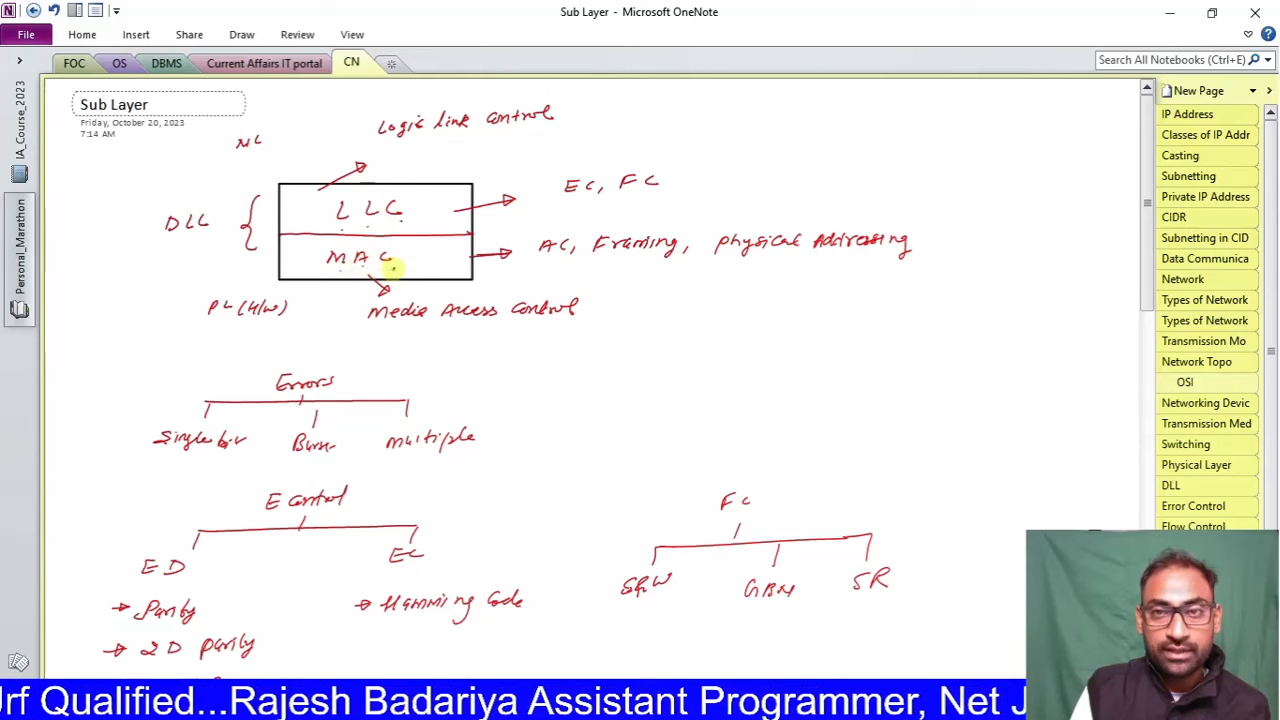 Sub Layer - Microsoft OneNote
File Home Insert Share Draw Review View
FOC OS DBMS Current Affairs IT portal CN
Search All Notebooks (Ctrl+E)
IA_Course_2023
Personal_Marathon
Sub Layer
Friday, October 20, 2023
7:14 AM
NL
Logic link control
DLL
LLC
EC, FC
MAC
AC, Framing, physical Addressing
PL (H/W)
Media Access Control
Errors
Single bit
Burst
multiple
E control
ED
EC
→ Parity
→ 2D parity
→ Hamming Code
FC
S&W
GBN
SR
New Page
IP Address
Classes of IP Addr
Casting
Subnetting
Private IP Address
CIDR
Subnetting in CID
Data Communica
Network
Types of Network
Types of Network
Transmission Mo
Network Topo
OSI
Networking Devic
Transmission Med
Switching
Physical Layer
DLL
Error Control
Flow Control
Urf Qualified...Rajesh Badariya Assistant Programmer, Net J